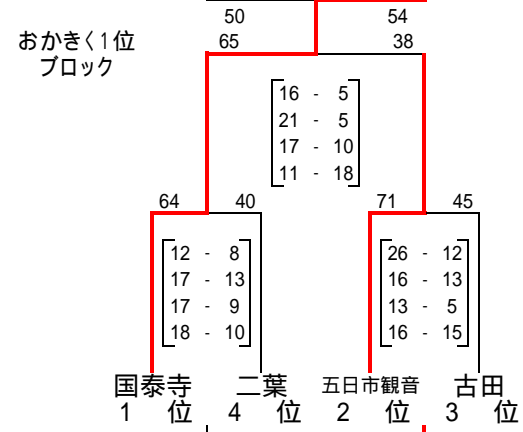 50 54
おかきく1位 65 38
ブロック
16 - 5
21 - 5
17 - 10
11 - 18
64 40 71 45
12 - 8 26 - 12
17 - 13 16 - 13
17 - 9 13 - 5
18 - 10 16 - 15
国泰寺 二葉 五日市観音 古田
1 位 4 位 2 位 3 位